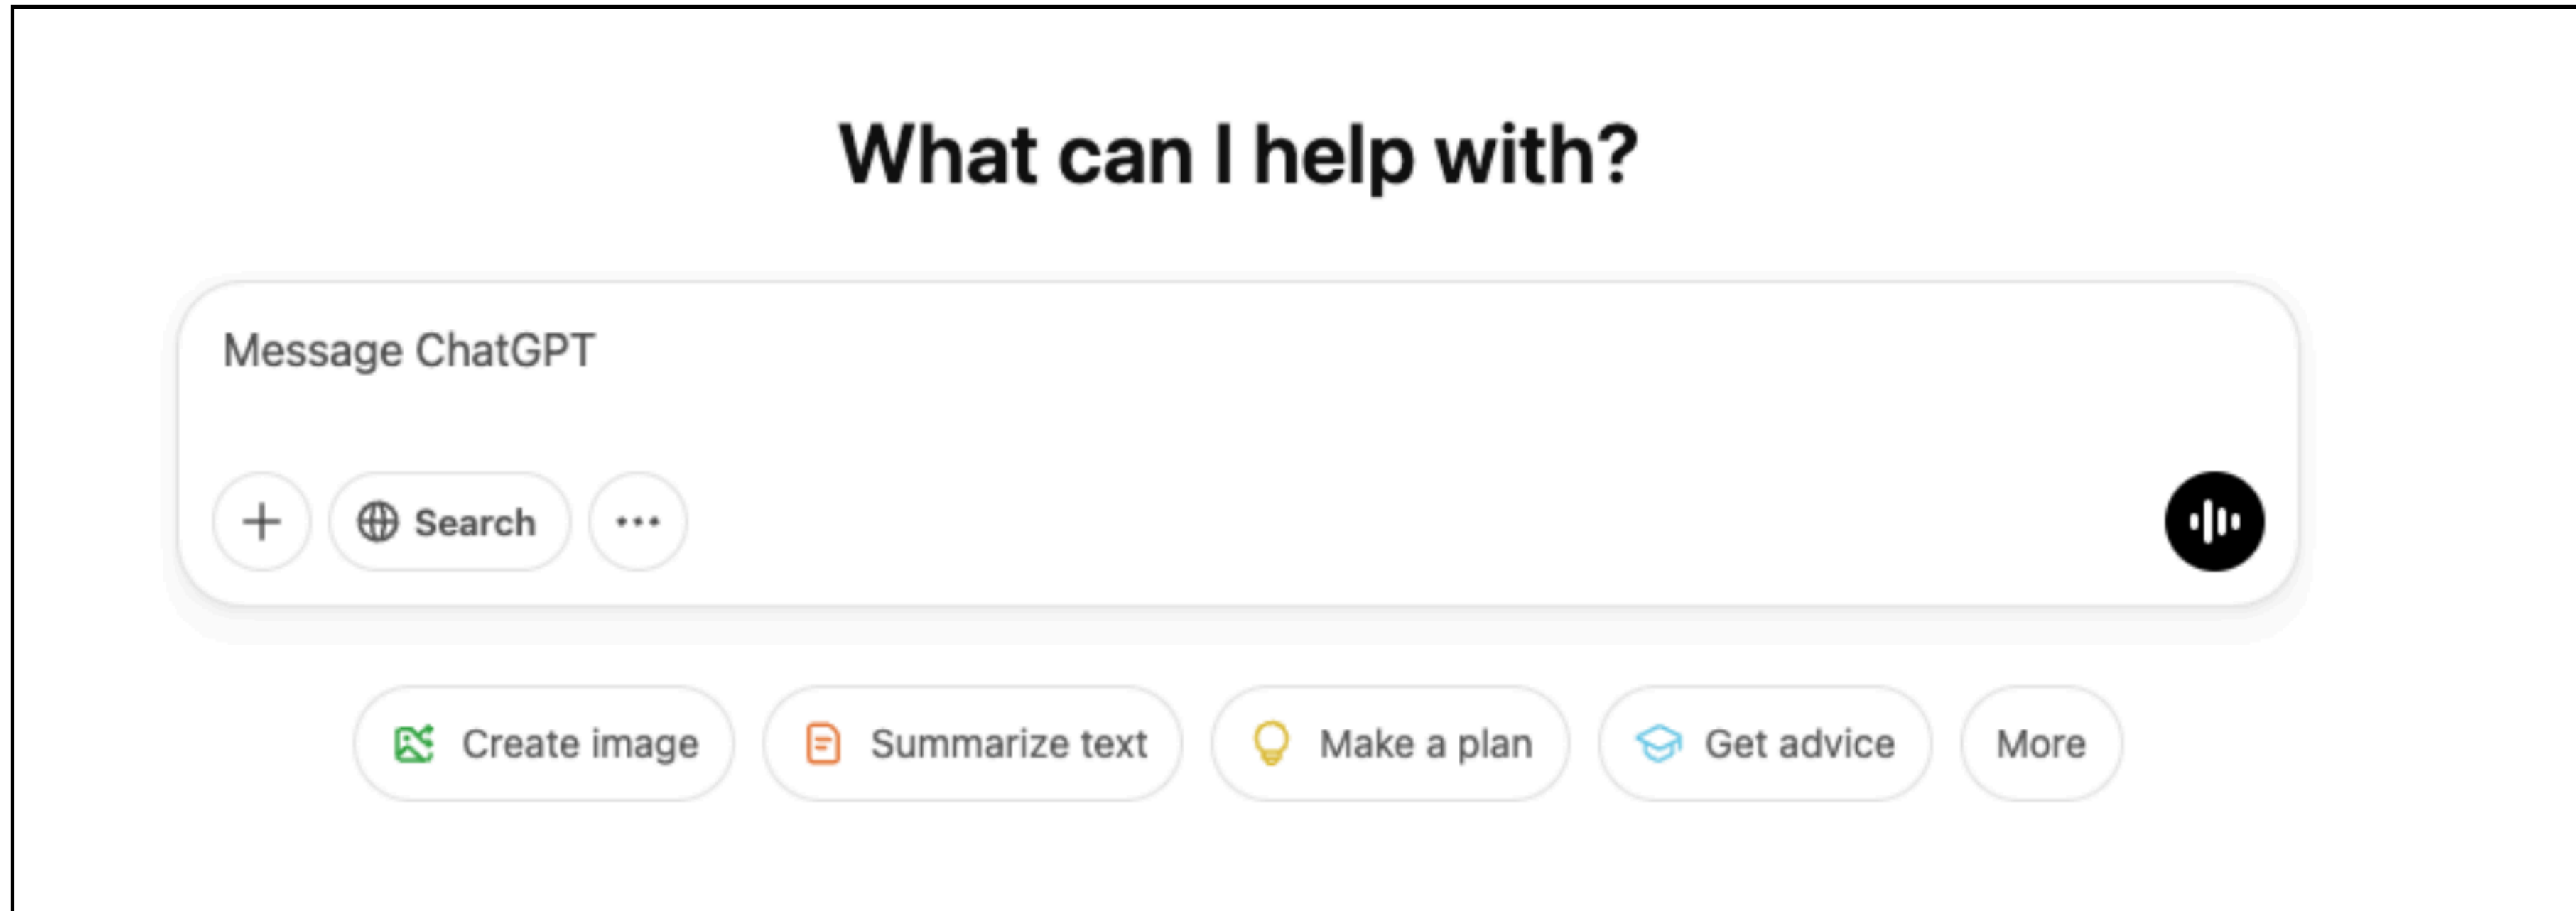 What can I help with?
Message ChatGPT
Search
Create image Summarize text Make a plan Get advice More